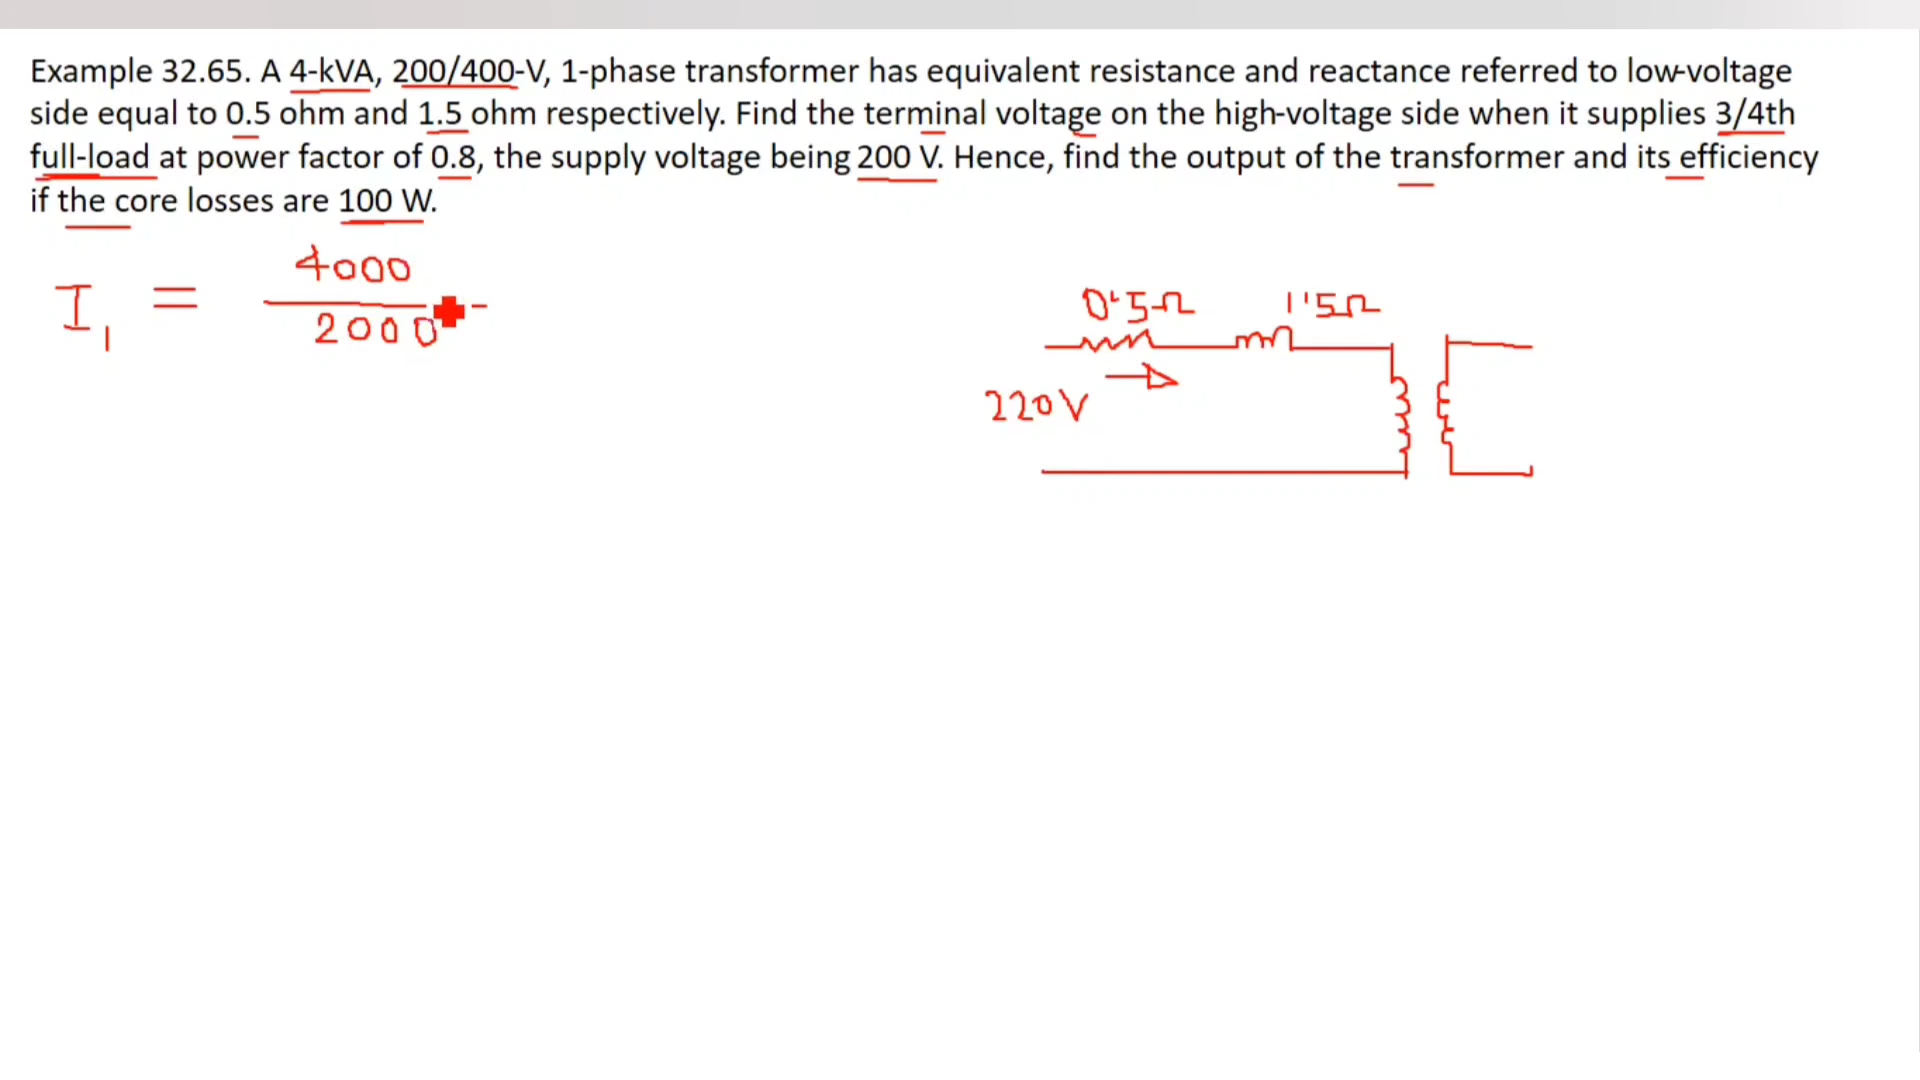 Example 32.65. A 4-kVA, 200/400-V, 1-phase transformer has equivalent resistance and reactance referred to low-voltage
side equal to 0.5 ohm and 1.5 ohm respectively. Find the terminal voltage on the high-voltage side when it supplies 3/4th
full-load at power factor of 0.8, the supply voltage being 200 V. Hence, find the output of the transformer and its efficiency
if the core losses are 100 W.
I₁ = 4000
2000
0.5Ω 1.5Ω
220V